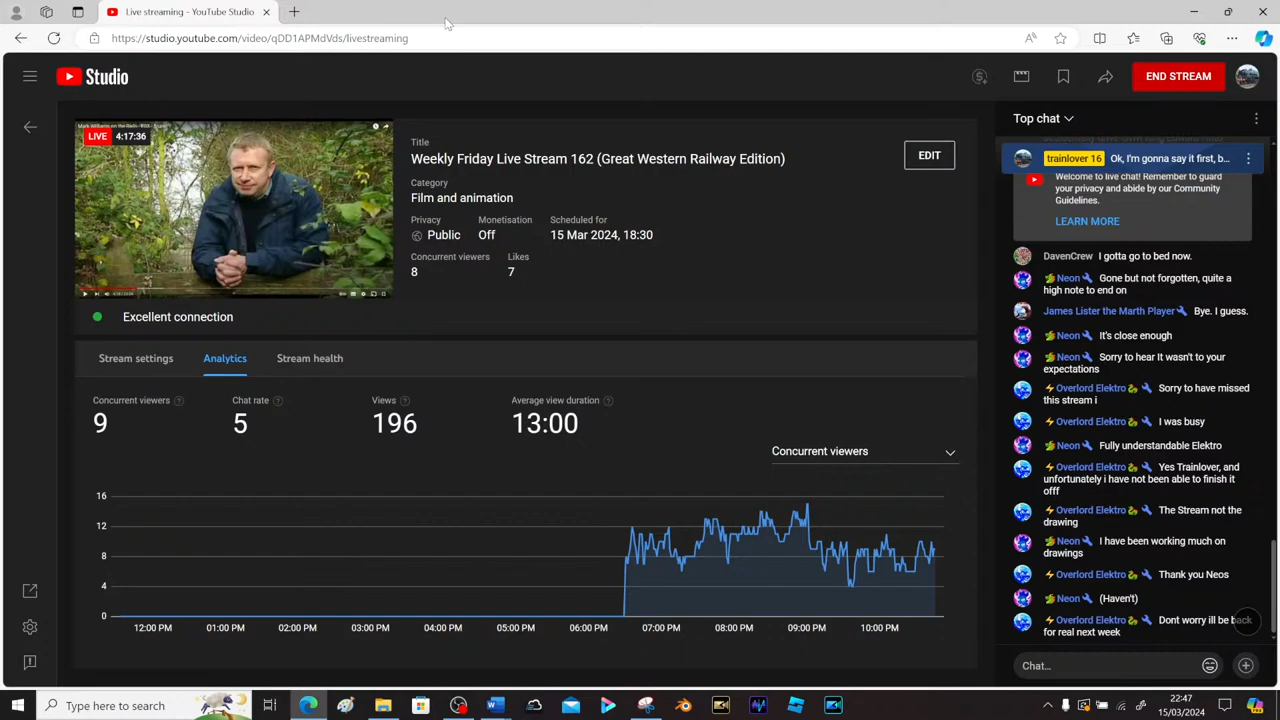 Live streaming - YouTube Studio
https://studio.youtube.com/video/qDD1APMdVds/livestreaming
Studio
END STREAM
LIVE 4:17:36
Title
Weekly Friday Live Stream 162 (Great Western Railway Edition)
EDIT
Category
Film and animation
Privacy Monetisation Scheduled for
Public Off 15 Mar 2024, 18:30
Concurrent viewers Likes
8 7
Excellent connection
Stream settings Analytics Stream health
Concurrent viewers Chat rate Views Average view duration
9 5 196 13:00
Concurrent viewers
16
12
8
4
0
12:00 PM 01:00 PM 02:00 PM 03:00 PM 04:00 PM 05:00 PM 06:00 PM 07:00 PM 08:00 PM 09:00 PM 10:00 PM
Top chat
trainlover 16 Ok, I'm gonna say it first, b...
Welcome to live chat! Remember to guard
your privacy and abide by our Community
Guidelines.
LEARN MORE
DavenCrew I gotta go to bed now.
Neon Gone but not forgotten, quite a
high note to end on
James Lister the Marth Player Bye. I guess.
Neon It's close enough
Neon Sorry to hear It wasn't to your
expectations
Overlord Elektro Sorry to have missed
this stream i
Overlord Elektro I was busy
Neon Fully understandable Elektro
Overlord Elektro Yes Trainlover, and
unfortunately i have not been able to finish it
offf
Overlord Elektro The Stream not the
drawing
Neon I have been working much on
drawings
Overlord Elektro Thank you Neos
Neon (Haven't)
Overlord Elektro Dont worry ill be back
for real next week
Chat...
Type here to search
22:47
15/03/2024